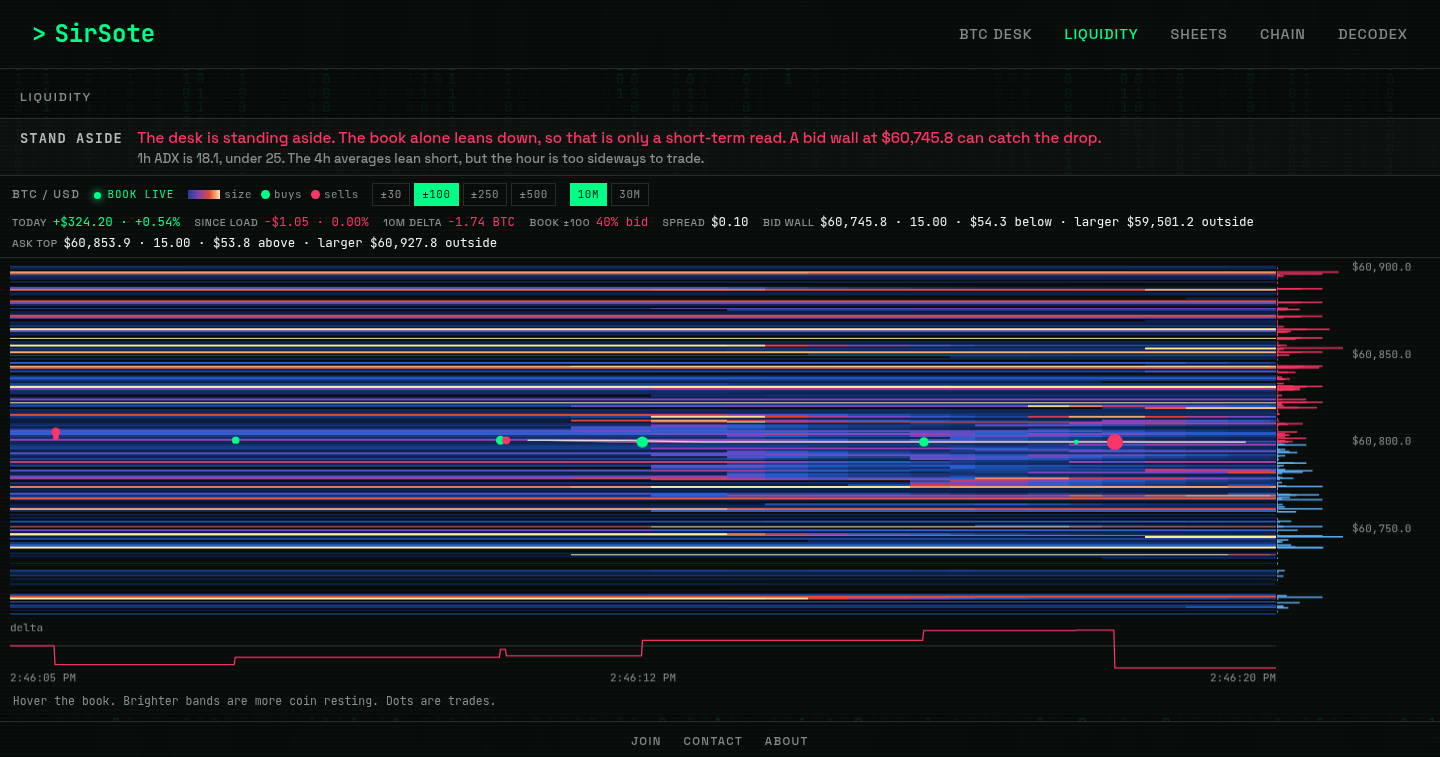 > SirSote
BTC DESK LIQUIDITY SHEETS CHAIN DECODEX
LIQUIDITY
STAND ASIDE The desk is standing aside. The book alone leans down, so that is only a short-term read. A bid wall at $60,745.8 can catch the drop.
1h ADX is 18.1, under 25. The 4h averages lean short, but the hour is too sideways to trade.
BTC / USD BOOK LIVE size buys sells ±30 ±100 ±250 ±500 10M 30M
TODAY +$324.20 · +0.54% SINCE LOAD -$1.05 · 0.00% 10M DELTA -1.74 BTC BOOK ±100 40% bid SPREAD $0.10 BID WALL $60,745.8 · 15.00 · $54.3 below · larger $59,501.2 outside
ASK TOP $60,853.9 · 15.00 · $53.8 above · larger $60,927.8 outside
$60,900.0
$60,850.0
$60,800.0
$60,750.0
delta
2:46:05 PM 2:46:12 PM 2:46:20 PM
Hover the book. Brighter bands are more coin resting. Dots are trades.
JOIN CONTACT ABOUT